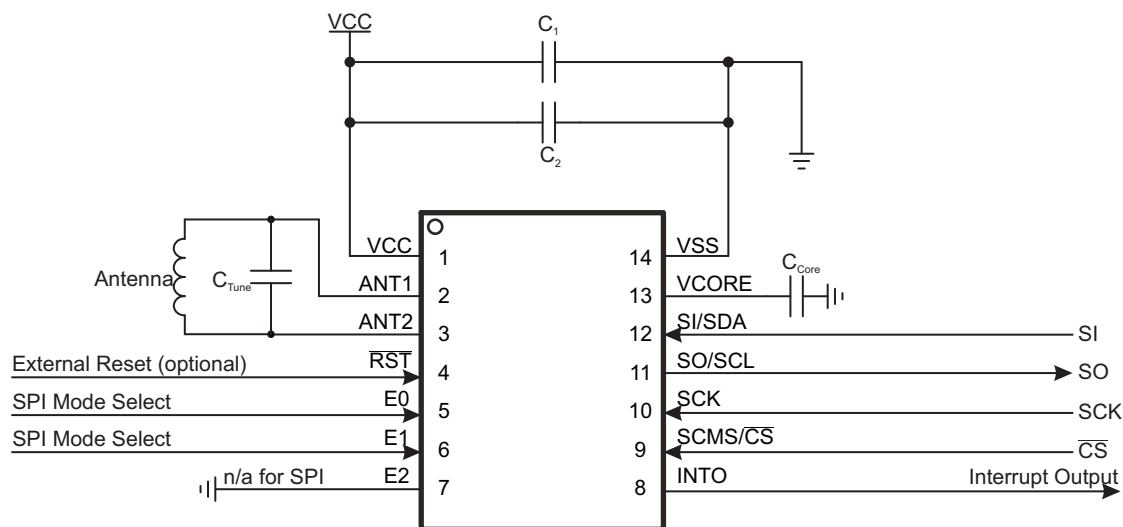 VCC
C1
C2
VCC 1 14 VSS
CCore
Antenna CTune ANT1 2 13 VCORE
ANT2 3 12 SI/SDA SI
External Reset (optional) RST 4 11 SO/SCL SO
SPI Mode Select E0 5 10 SCK SCK
SPI Mode Select E1 6 9 SCMS/CS CS
n/a for SPI E2 7 8 INTO Interrupt Output